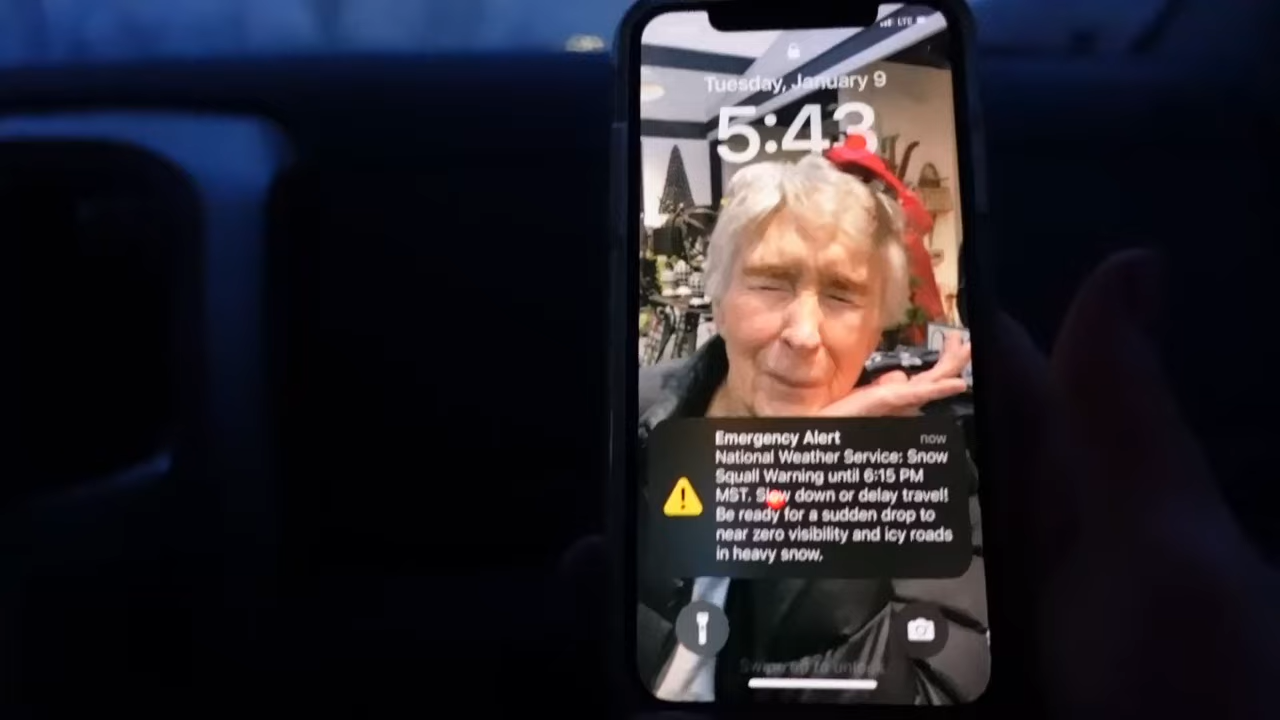 LTE
Tuesday, January 9
5:43
Emergency Alert now
National Weather Service: Snow
Squall Warning until 6:15 PM
MST. Slow down or delay travel!
Be ready for a sudden drop to
near zero visibility and icy roads
in heavy snow.
Swipe up to unlock